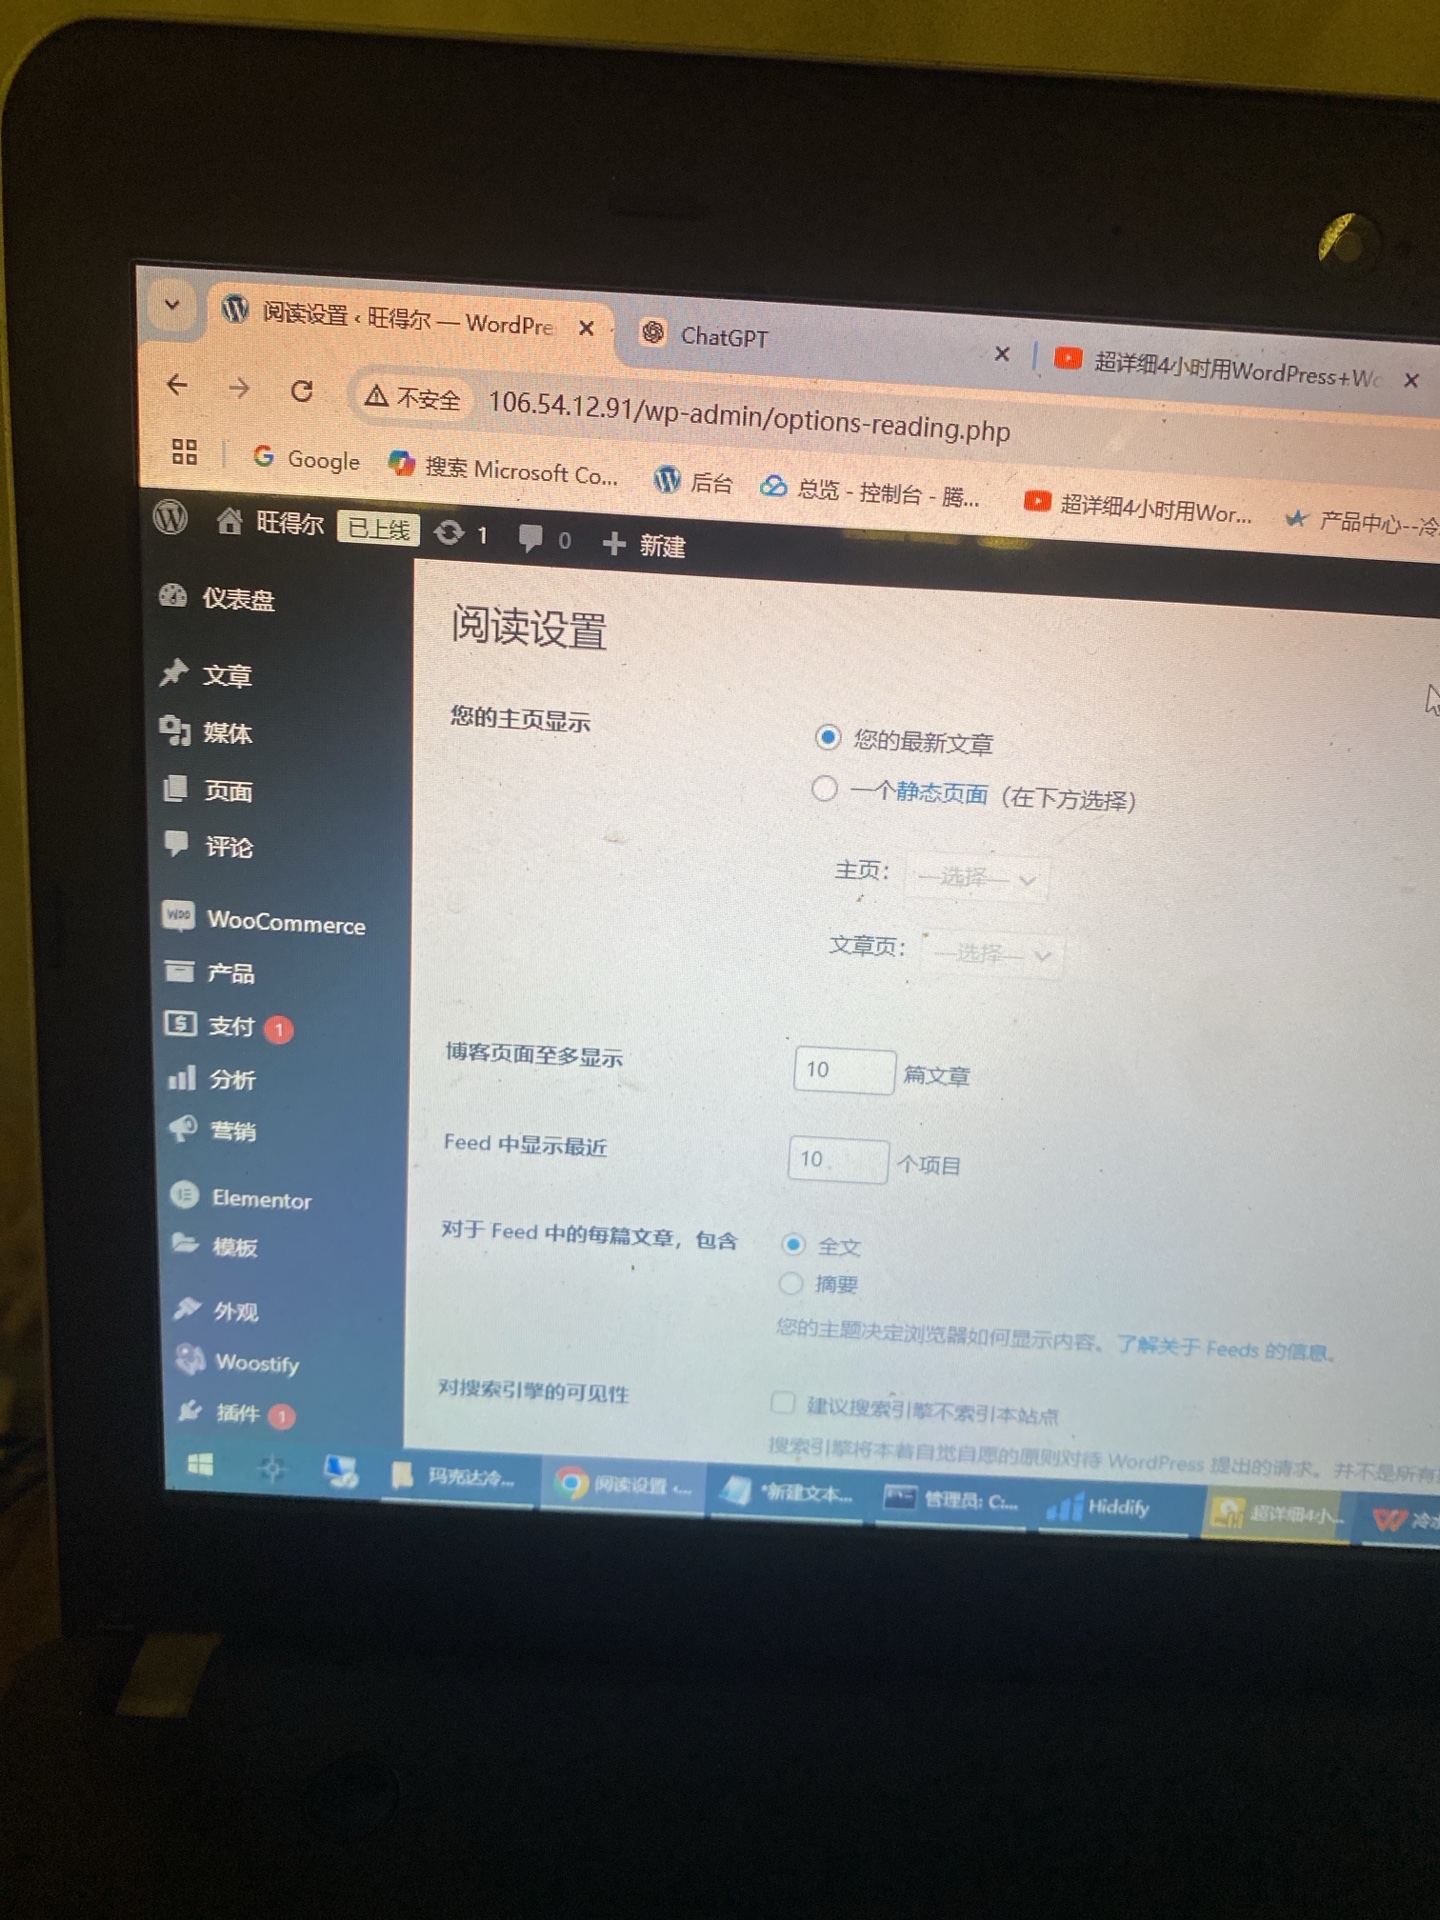 阅读设置 ‹ 旺得尔 — WordPre
ChatGPT
超详细4小时用WordPress+Wo
不安全
106.54.12.91/wp-admin/options-reading.php
Google
搜索 Microsoft Co...
后台
总览 - 控制台 - 腾...
超详细4小时用Wor...
产品中心--冷
旺得尔
已上线
1
0
新建
仪表盘
文章
媒体
页面
评论
WooCommerce
产品
支付 1
分析
营销
Elementor
模板
外观
Woostify
插件 1
阅读设置
您的主页显示
您的最新文章
一个静态页面（在下方选择）
主页： —选择—
文章页： —选择—
博客页面至多显示
10 篇文章
Feed 中显示最近
10 个项目
对于 Feed 中的每篇文章，包含
全文
摘要
您的主题决定浏览器如何显示内容。了解关于 Feeds 的信息。
对搜索引擎的可见性
建议搜索引擎不索引本站点
搜索引擎将本着自觉自愿的原则对待 WordPress 提出的请求。并不是所有
玛克达冷...
阅读设置 ‹...
*新建文本...
管理员: C:...
Hiddify
超详细4小...
冷水